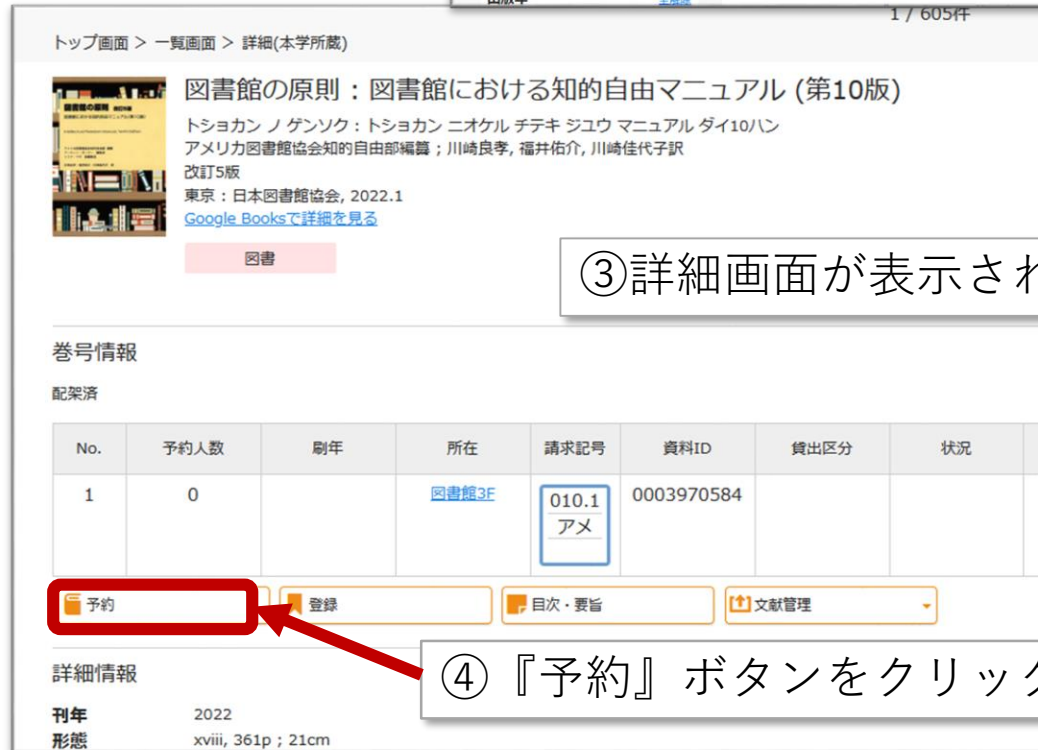 1 / 605件
トップ画面 > 一覧画面 > 詳細(本学所蔵)
図書館の原則：図書館における知的自由マニュアル (第10版)
トショカン ノ ゲンソク : トショカン ニオケル チテキ ジユウ マニュアル ダイ10ハン
アメリカ図書館協会知的自由部編纂 ; 川崎良孝, 福井佑介, 川崎佳代子訳
改訂5版
東京 : 日本図書館協会, 2022.1
Google Booksで詳細を見る
図書
③詳細画面が表示され
巻号情報
配架済
No. 予約人数 刷年 所在 請求記号 資料ID 貸出区分 状況
1 0 図書館3F 010.1 0003970584
アメ
予約 登録 目次・要旨 文献管理
④『予約』ボタンをクリック
詳細情報
刊年 2022
形態 xviii, 361p ; 21cm